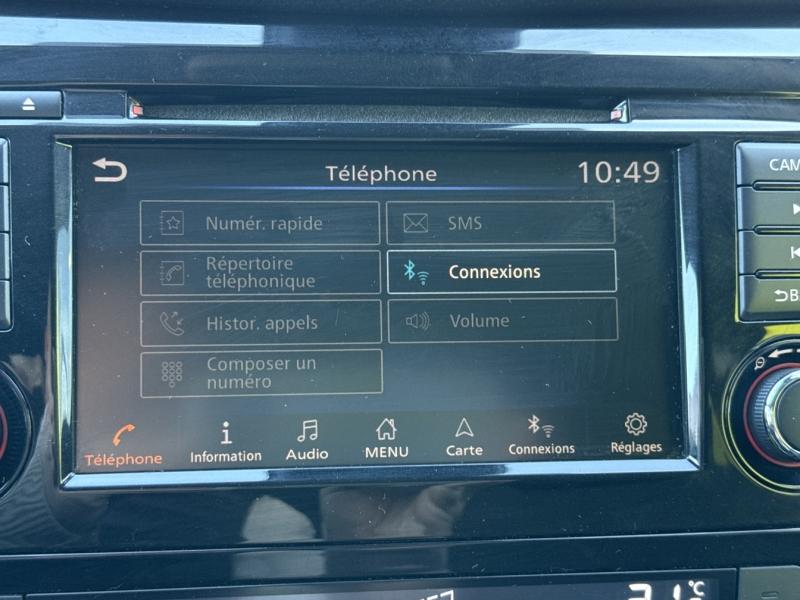 Téléphone
10:49
Numér. rapide
SMS
Répertoire
téléphonique
Connexions
Histor. appels
Volume
Composer un
numéro
Téléphone
Information
Audio
MENU
Carte
Connexions
Réglages
CAM
B
°C